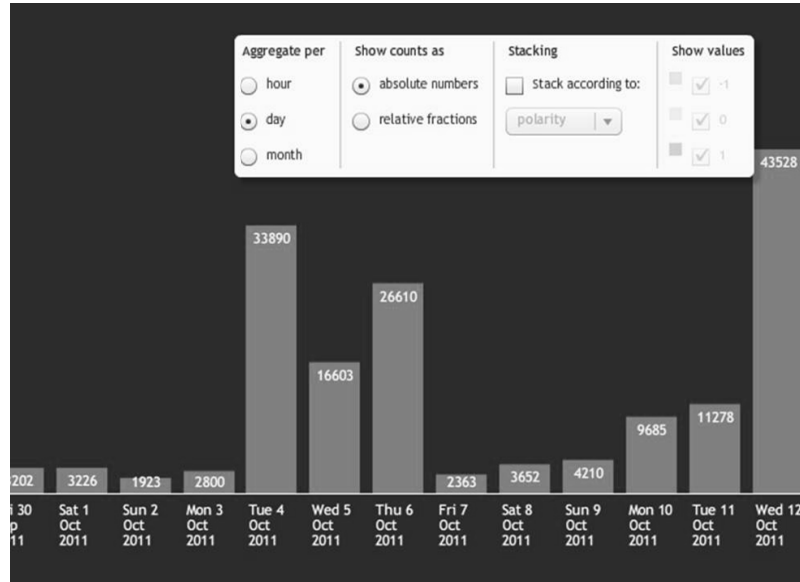 Aggregate per
hour
day
month
Show counts as
absolute numbers
relative fractions
Stacking
Stack according to:
polarity
Show values
-1
0
1
202 3226 1923 2800 33890 16603 26610 2363 3652 4210 9685 11278 43528
30 Sat 1 Sun 2 Mon 3 Tue 4 Wed 5 Thu 6 Fri 7 Sat 8 Sun 9 Mon 10 Tue 11 Wed 12
Oct Oct Oct Oct Oct Oct Oct Oct Oct Oct Oct Oct
11 2011 2011 2011 2011 2011 2011 2011 2011 2011 2011 2011 2011